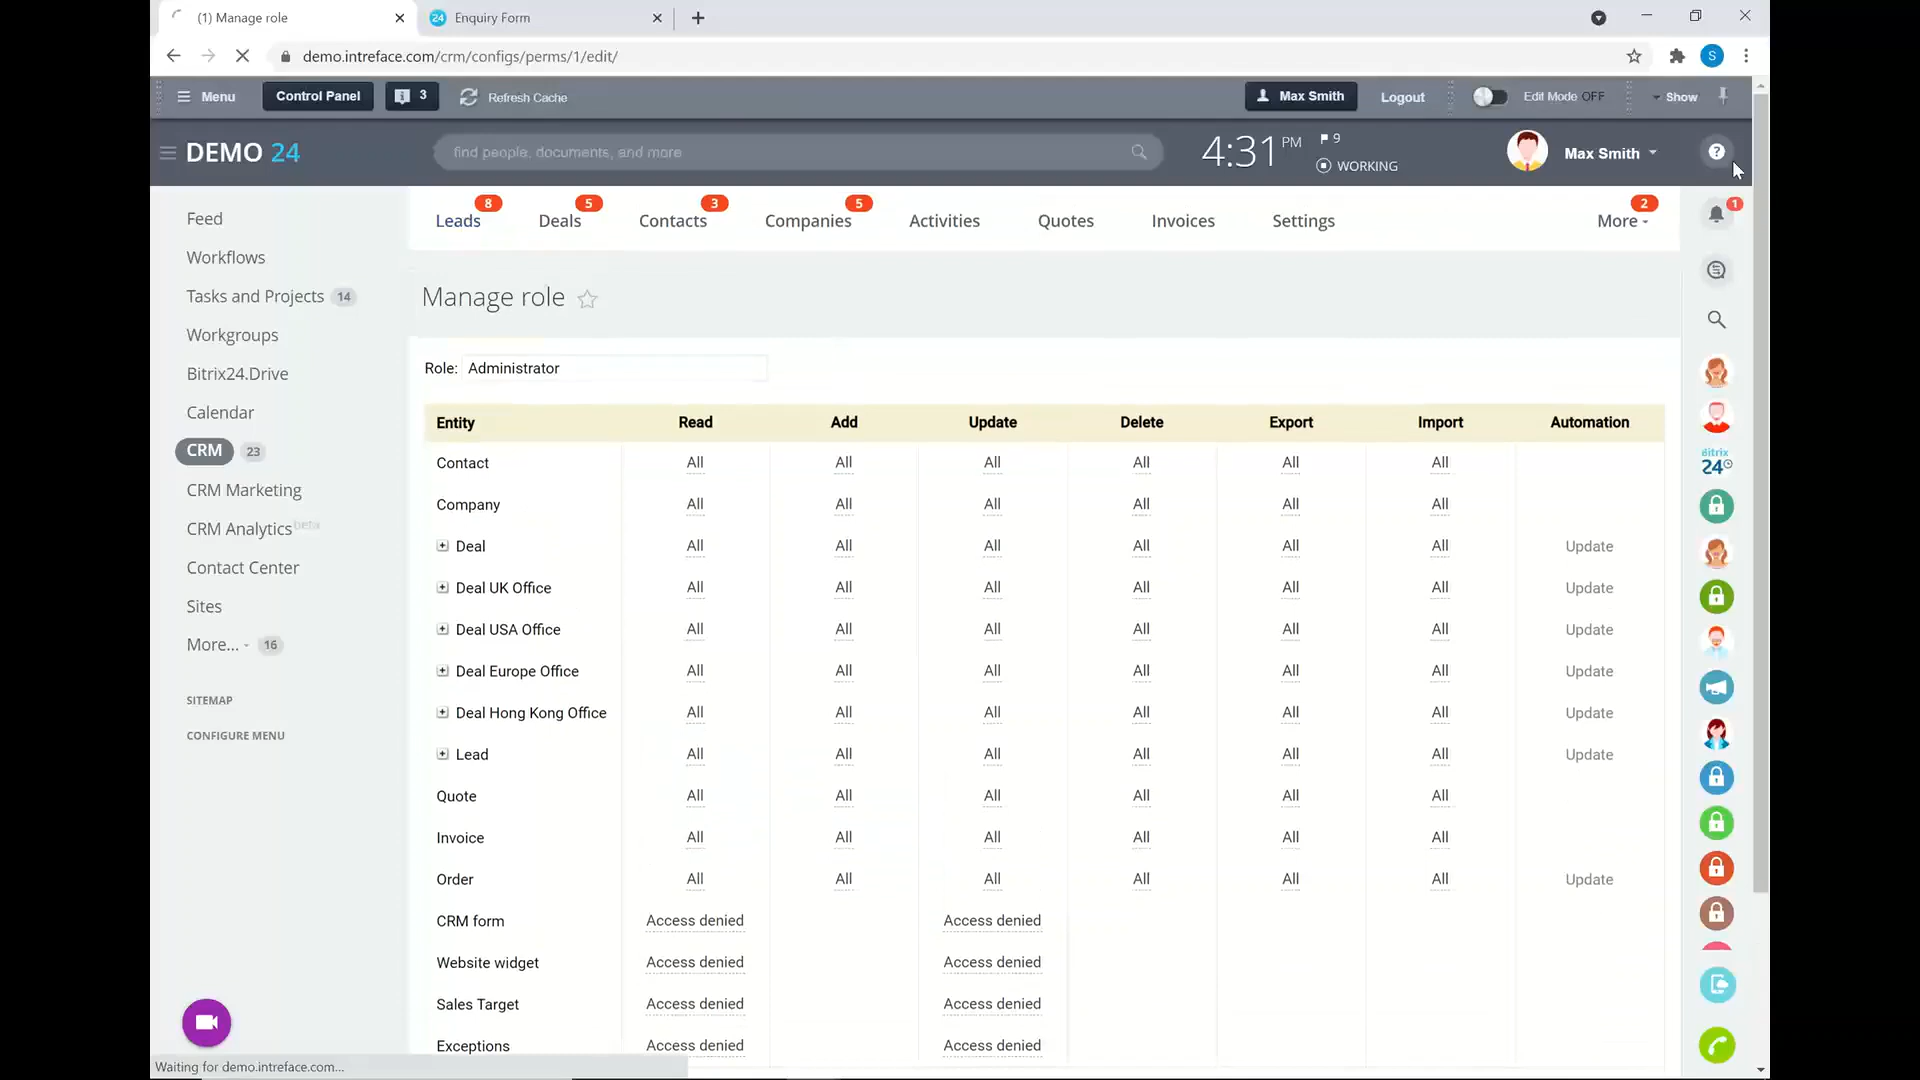 (1) Manage role
24 Enquiry Form
demo.intreface.com/crm/configs/perms/1/edit/
S
Menu
Control Panel
3
Refresh Cache
Max Smith
Logout
Edit Mode OFF
Show
DEMO 24
find people, documents, and more
4:31 PM
9
WORKING
Max Smith
?
Feed
Workflows
Tasks and Projects 14
Workgroups
Bitrix24.Drive
Calendar
CRM 23
CRM Marketing
CRM Analytics beta
Contact Center
Sites
More... 16
SITEMAP
CONFIGURE MENU
Leads 8
Deals 5
Contacts 3
Companies 5
Activities
Quotes
Invoices
Settings
More 2
1
Manage role
Role: Administrator
Entity Read Add Update Delete Export Import Automation
Contact All All All All All All
Company All All All All All All
Deal All All All All All All Update
Deal UK Office All All All All All All Update
Deal USA Office All All All All All All Update
Deal Europe Office All All All All All All Update
Deal Hong Kong Office All All All All All All Update
Lead All All All All All All Update
Quote All All All All All All
Invoice All All All All All All
Order All All All All All All Update
CRM form Access denied Access denied
Website widget Access denied Access denied
Sales Target Access denied Access denied
Exceptions Access denied Access denied
Bitrix
24
Waiting for demo.intreface.com...